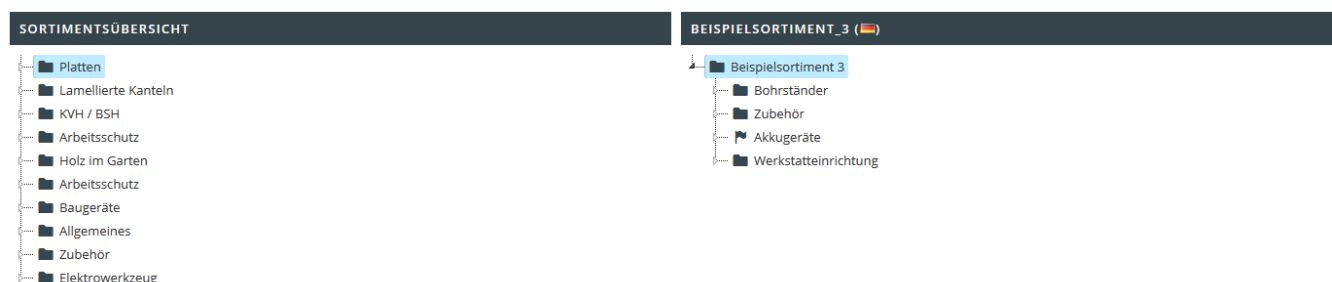 SORTIMENTSÜBERSICHT
Platten
Lamellierte Kanteln
KVH / BSH
Arbeitsschutz
Holz im Garten
Arbeitsschutz
Baugeräte
Allgemeines
Zubehör
Elektrowerkzeug
BEISPIELSORTIMENT_3 (🇩🇪)
Beispielsortiment 3
Bohrständer
Zubehör
Akkugeräte
Werkstatteinrichtung